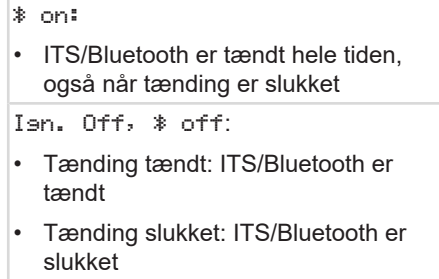 ∗ on:
• ITS/Bluetooth er tændt hele tiden,
også når tænding er slukket
Ign. Off, ∗ off:
• Tænding tændt: ITS/Bluetooth er
tændt
• Tænding slukket: ITS/Bluetooth er
slukket